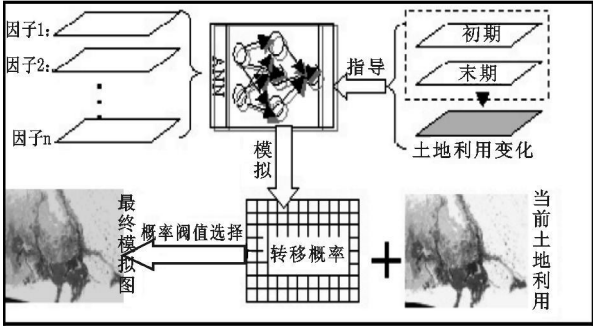 因子1:
因子2:
因子n
ANN
指导
初期
末期
土地利用变化
模拟
最终模拟图
概率阀值选择
转移概率
当前土地利用